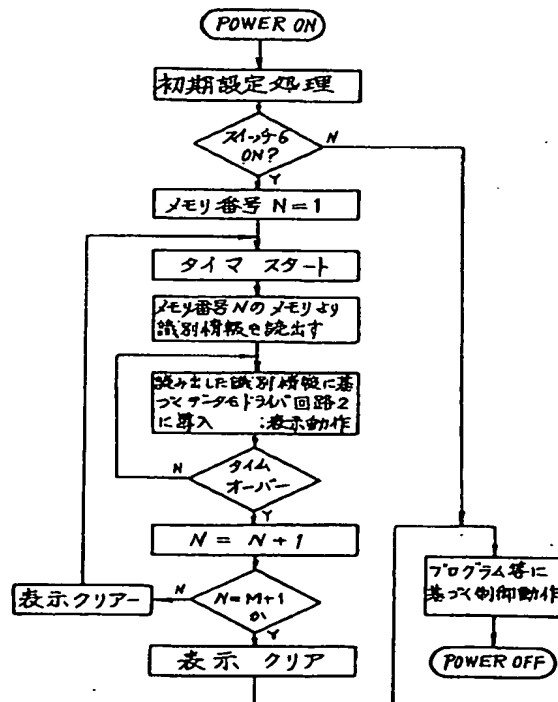 POWER ON
初期設定処理
スイッチ6
ON?
N
Y
メモリ番号 N=1
タイマ スタート
メモリ番号Nのメモリより
識別情報を読出す
読み出した識別情報に基
づくデータをドライバ回路2
に導入 :表示動作
N
タイム
オーバー
Y
N = N+1
表示クリアー
N
N=M+1
か
Y
表示 クリア
プログラム等に
基づく制御動作
POWER OFF